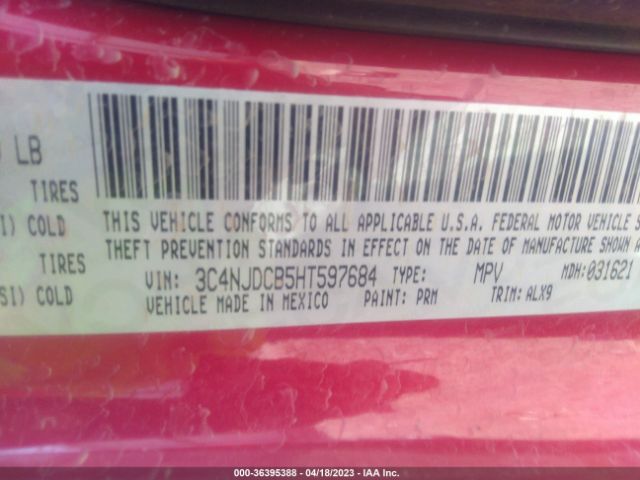 LB
TIRES
COLD
TIRES
SI) COLD
THIS VEHICLE CONFORMS TO ALL APPLICABLE U.S.A. FEDERAL MOTOR VEHICLE S
THEFT PREVENTION STANDARDS IN EFFECT ON THE DATE OF MANUFACTURE SHOWN
VIN: 3C4NJDCB5HT597684 TYPE: MPV MDH:031621
VEHICLE MADE IN MEXICO PAINT: PRM TRIM: ALX9
000-36395388 - 04/18/2023 - IAA Inc.